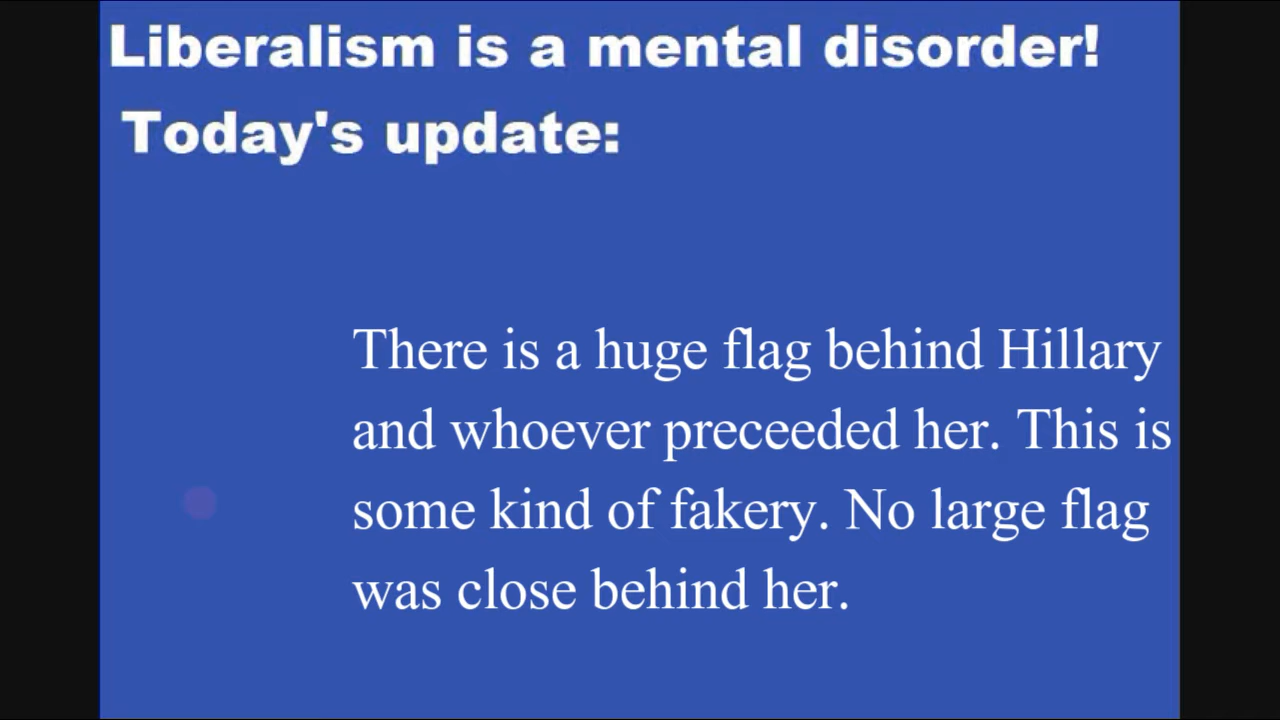 Liberalism is a mental disorder!
Today's update:
There is a huge flag behind Hillary
and whoever preceeded her. This is
some kind of fakery. No large flag
was close behind her.